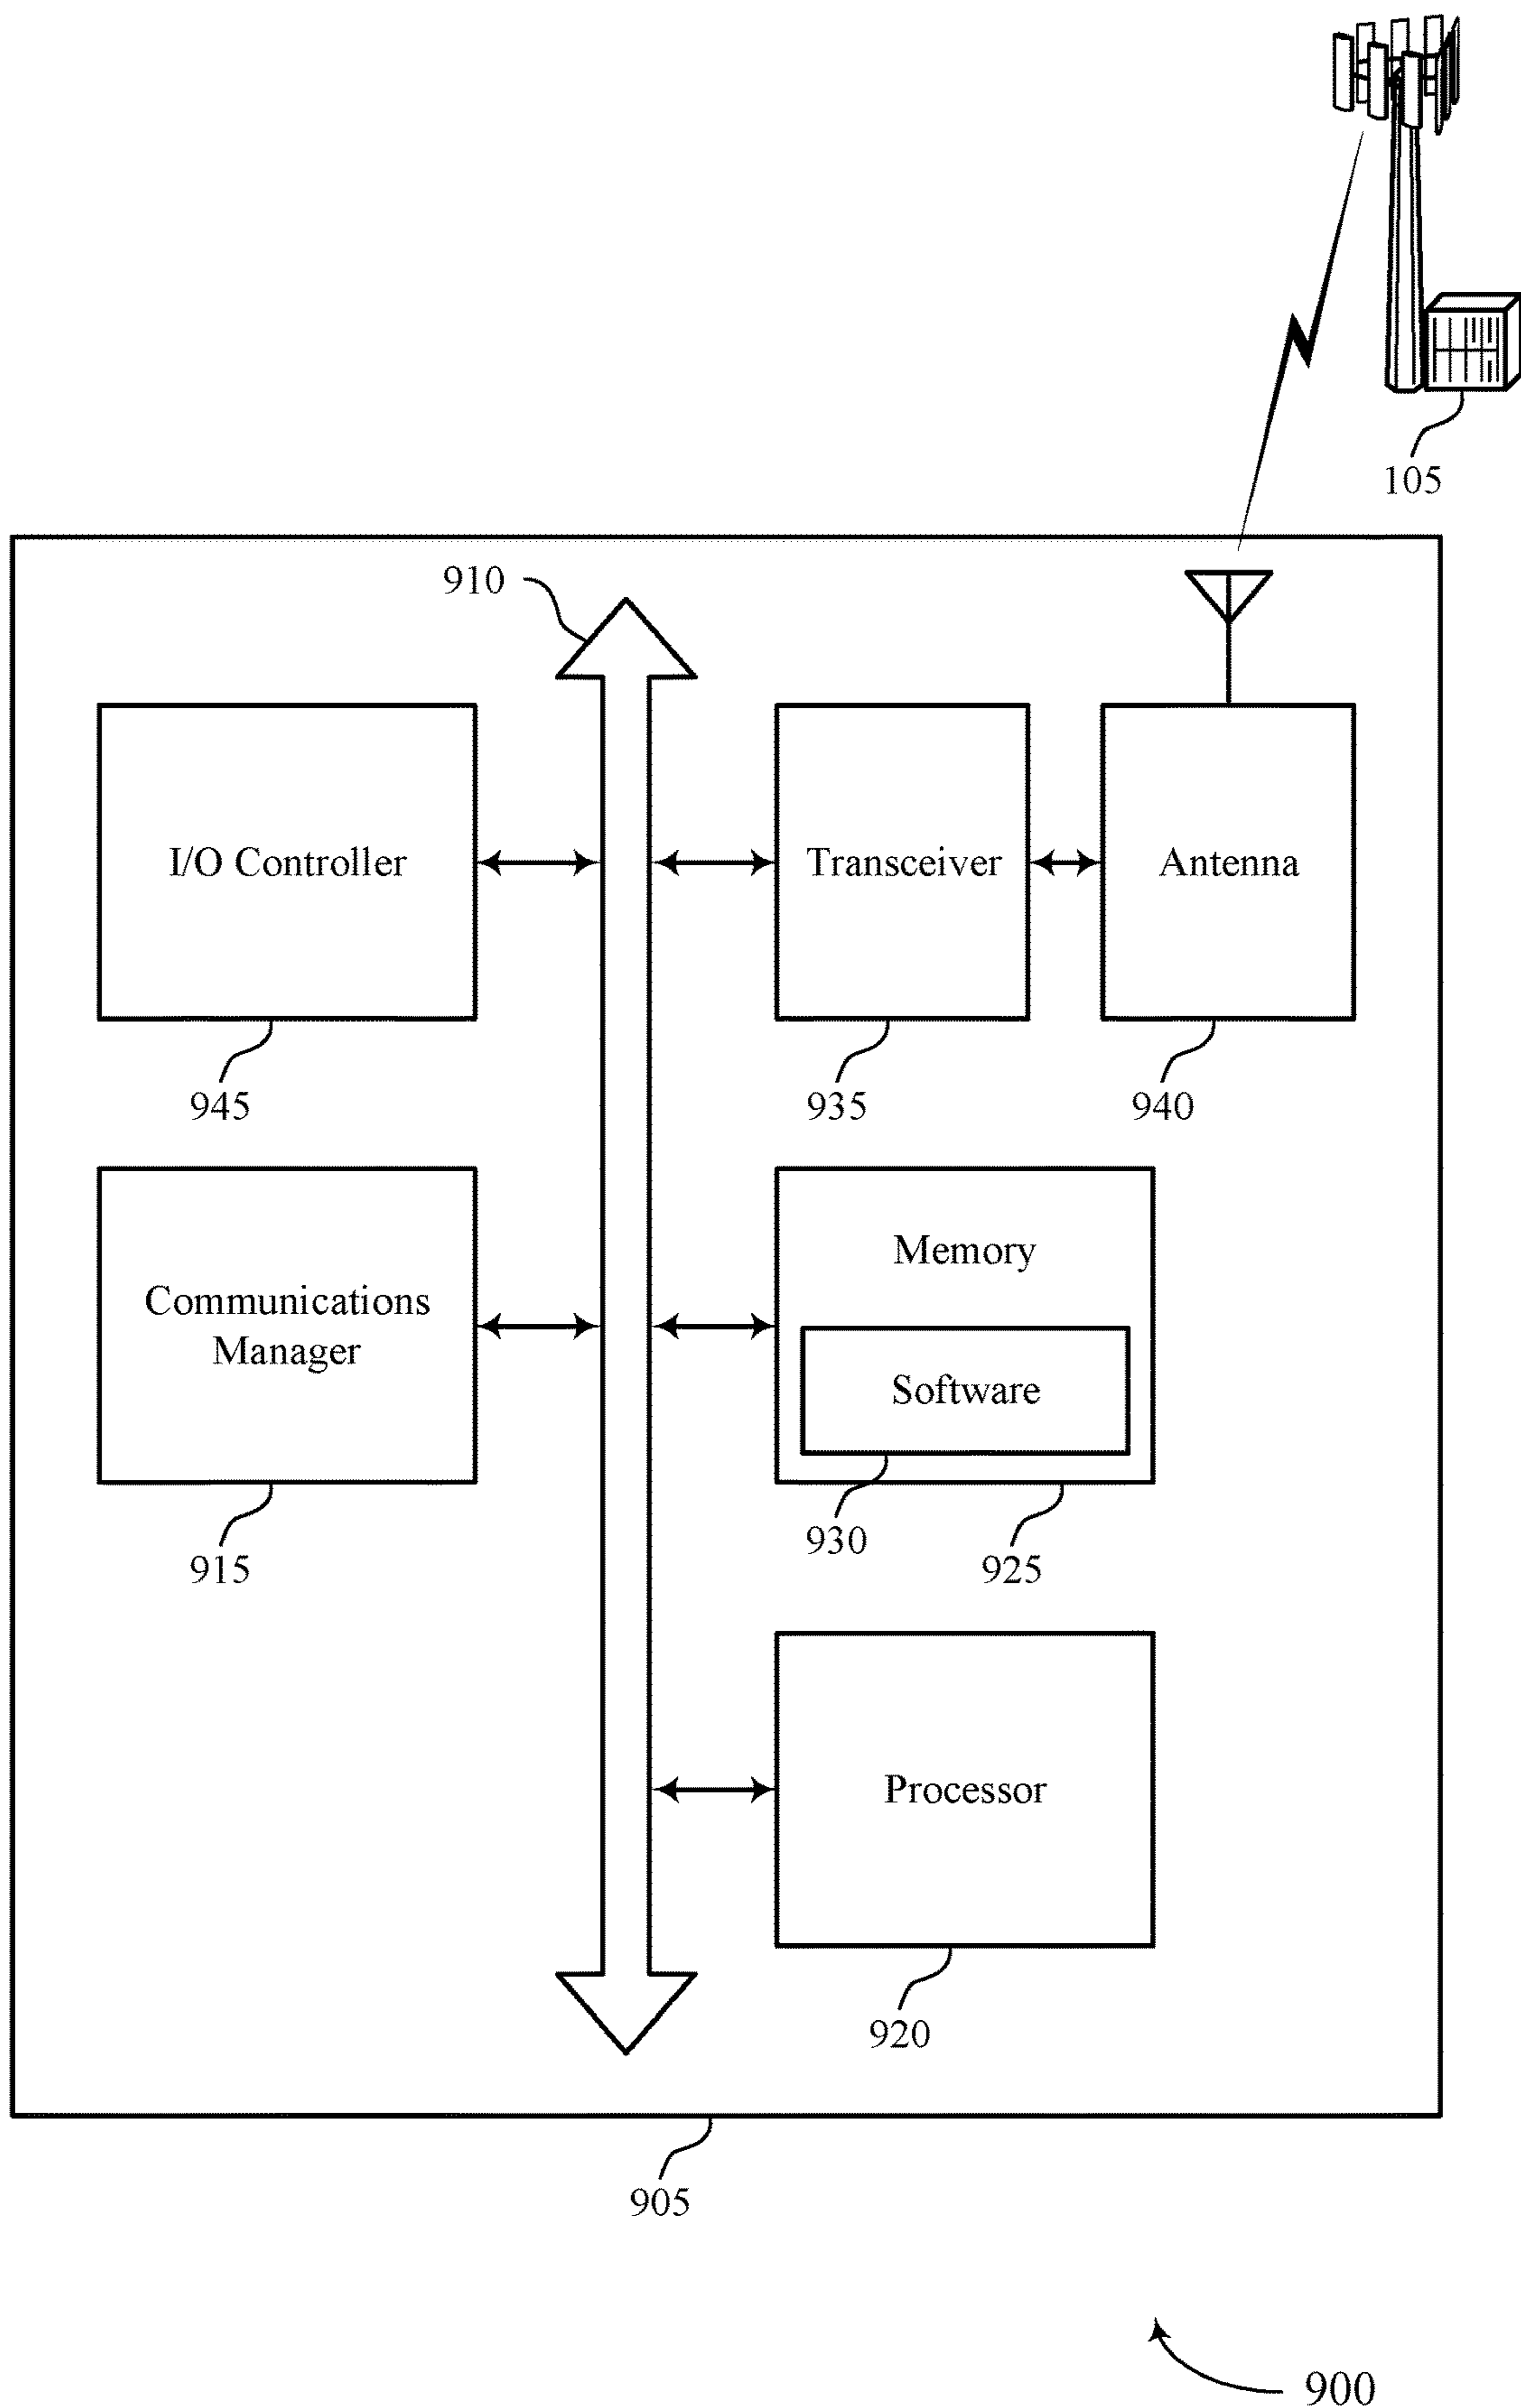 105
910
I/O Controller
Transceiver
Antenna
945
935
940
Communications
Manager
Memory
Software
915
930
925
Processor
920
905
900